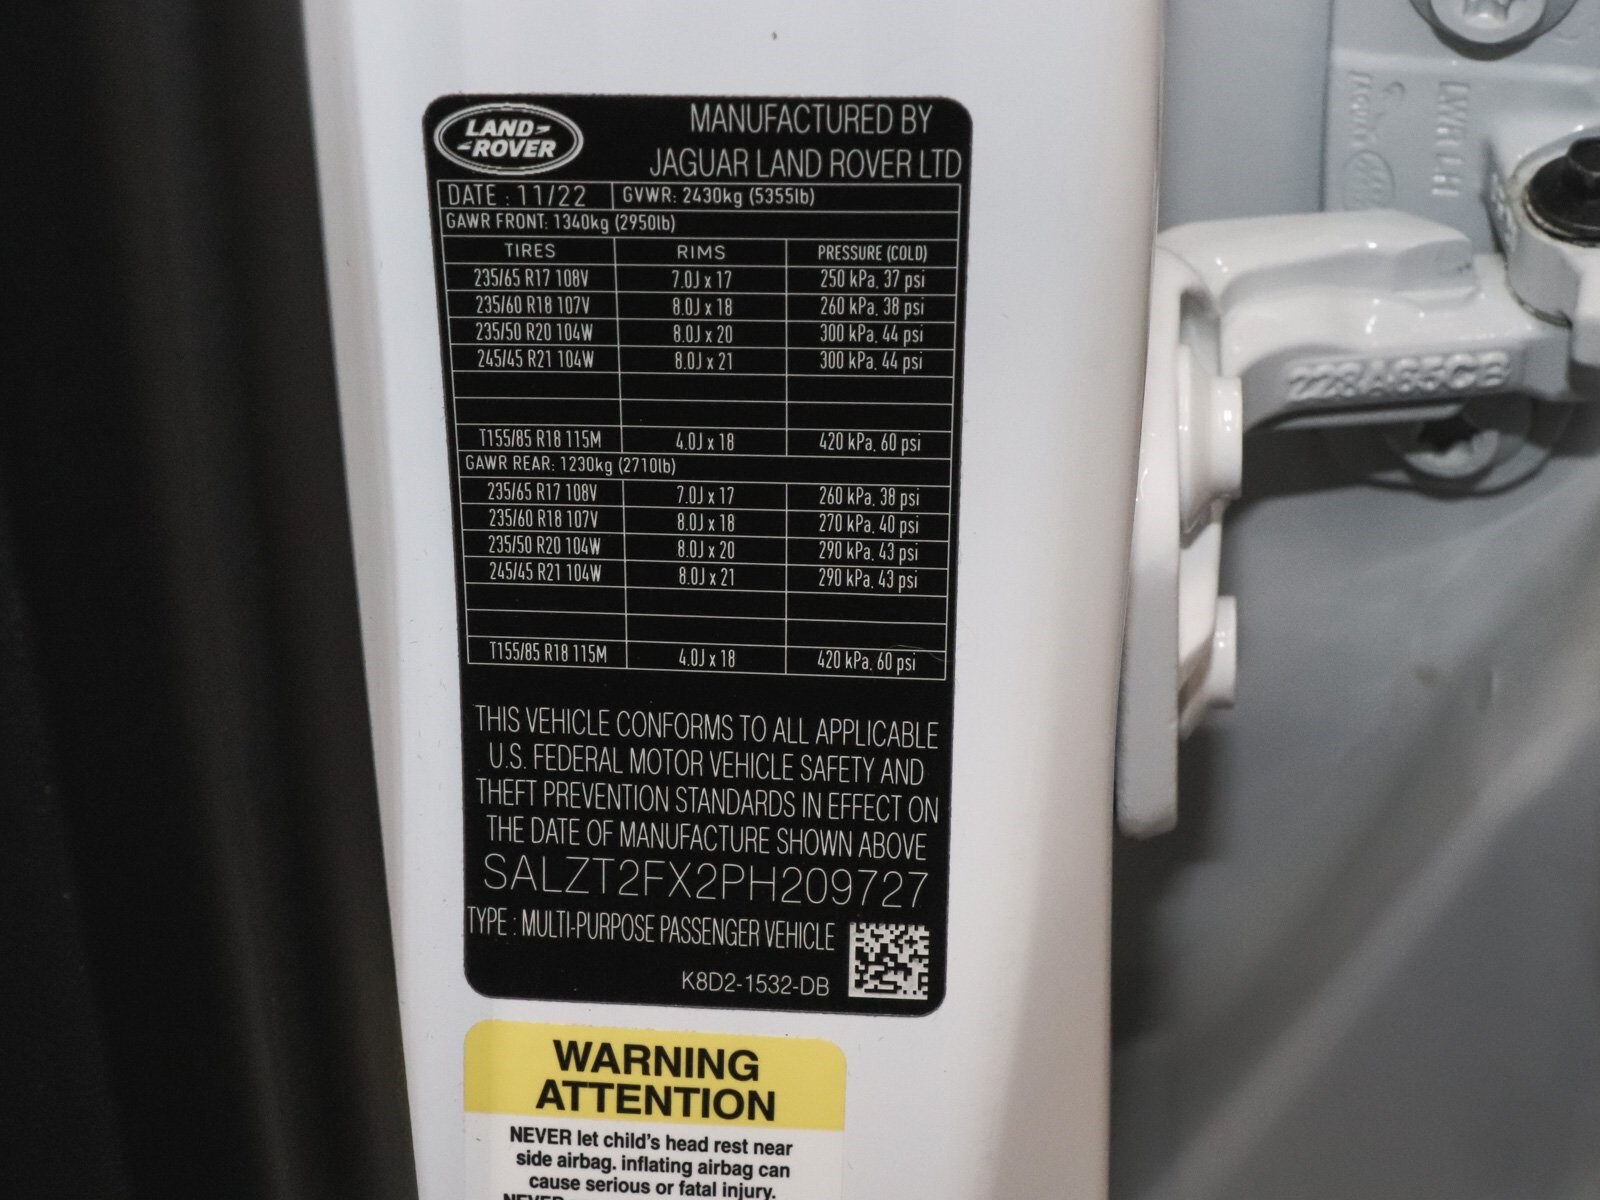 LAND
ROVER
MANUFACTURED BY
JAGUAR LAND ROVER LTD
DATE : 11/22 GVWR: 2430kg (5355lb)
GAWR FRONT: 1340kg (2950lb)
TIRES RIMS PRESSURE (COLD)
235/65 R17 108V 7.0J x 17 250 kPa, 37 psi
235/60 R18 107V 8.0J x 18 260 kPa, 38 psi
235/50 R20 104W 8.0J x 20 300 kPa, 44 psi
245/45 R21 104W 8.0J x 21 300 kPa, 44 psi
T155/85 R18 115M 4.0J x 18 420 kPa, 60 psi
GAWR REAR: 1230kg (2710lb)
235/65 R17 108V 7.0J x 17 260 kPa, 38 psi
235/60 R18 107V 8.0J x 18 270 kPa, 40 psi
235/50 R20 104W 8.0J x 20 290 kPa, 43 psi
245/45 R21 104W 8.0J x 21 290 kPa, 43 psi
T155/85 R18 115M 4.0J x 18 420 kPa, 60 psi
THIS VEHICLE CONFORMS TO ALL APPLICABLE
U.S. FEDERAL MOTOR VEHICLE SAFETY AND
THEFT PREVENTION STANDARDS IN EFFECT ON
THE DATE OF MANUFACTURE SHOWN ABOVE
SALZT2FX2PH209727
TYPE : MULTI-PURPOSE PASSENGER VEHICLE
K8D2-1532-DB
WARNING
ATTENTION
NEVER let child's head rest near
side airbag. inflating airbag can
cause serious or fatal injury.
NEVER
LWR LH